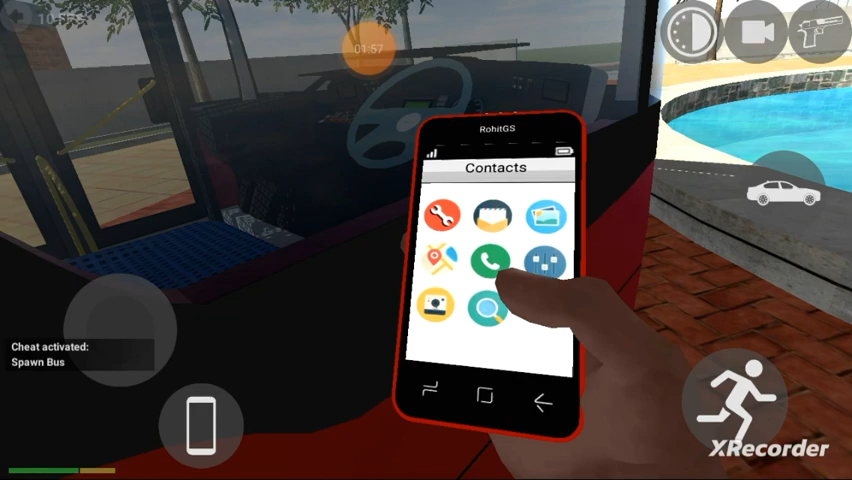 01:57
RohitGS
Contacts
Cheat activated:
Spawn Bus
XRecorder